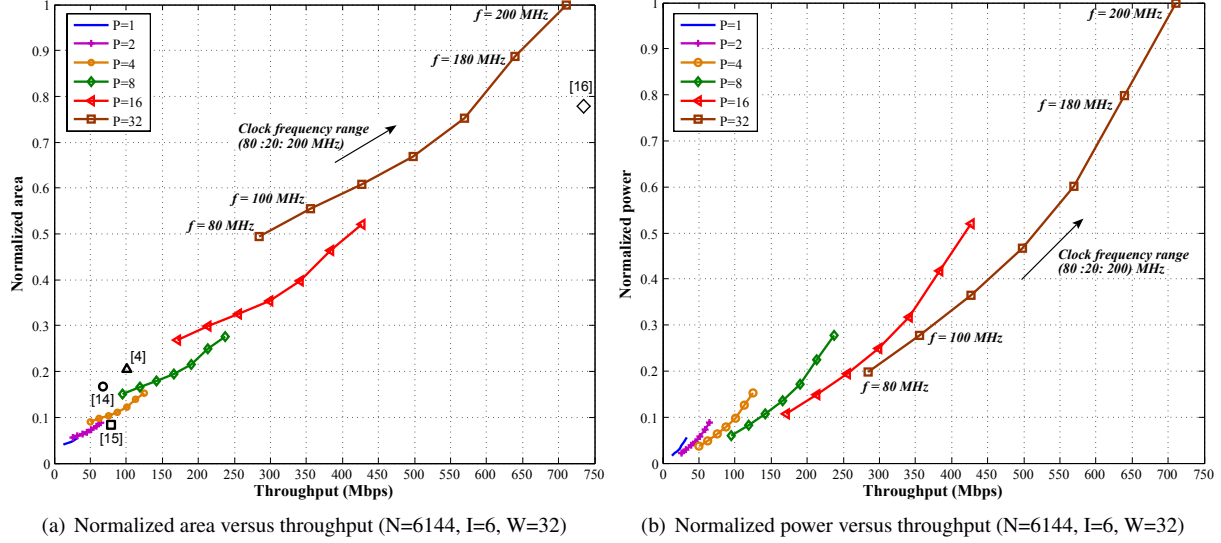 1
0.9
0.8
0.7
0.6
0.5
0.4
0.3
0.2
0.1
0
Normalized area
P=1
P=2
P=4
P=8
P=16
P=32
f = 200 MHz
f = 180 MHz
[16]
Clock frequency range
(80 :20: 200 MHz)
f = 100 MHz
f = 80 MHz
[4]
[14]
[15]
0 50 100 150 200 250 300 350 400 450 500 550 600 650 700 750
Throughput (Mbps)
(a) Normalized area versus throughput (N=6144, I=6, W=32)
1
0.9
0.8
0.7
0.6
0.5
0.4
0.3
0.2
0.1
0
Normalized power
P=1
P=2
P=4
P=8
P=16
P=32
f = 200 MHz
f = 180 MHz
Clock frequency range
(80 :20: 200) MHz
f = 100 MHz
f = 80 MHz
0 50 100 150 200 250 300 350 400 450 500 550 600 650 700 750
Throughput (Mbps)
(b) Normalized power versus throughput (N=6144, I=6, W=32)